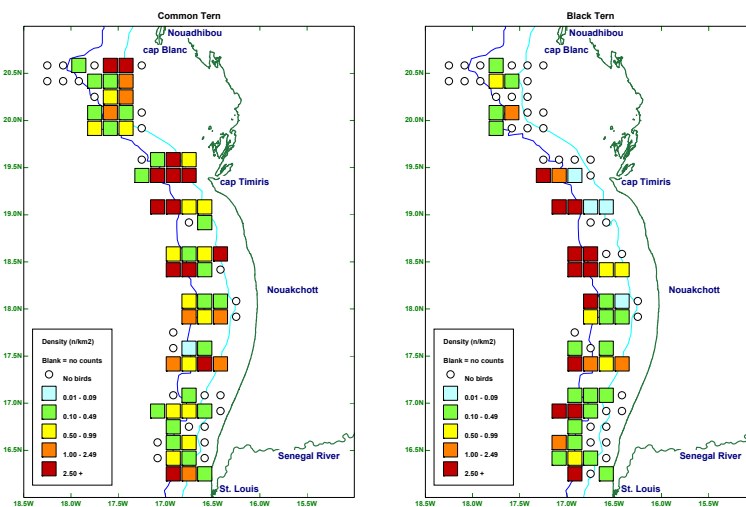 Common Tern
Nouadhibou
cap Blanc
cap Timiris
Nouakchott
Senegal River
St. Louis
20.5N
20.0N
19.5N
19.0N
18.5N
18.0N
17.5N
17.0N
16.5N
18.5W
18.0W
17.5W
17.0W
16.5W
16.0W
15.5W
Density (n/km2)
Blank = no counts
No birds
0.01 - 0.09
0.10 - 0.49
0.50 - 0.99
1.00 - 2.49
2.50 +
Black Tern
Nouadhibou
cap Blanc
cap Timiris
Nouakchott
Senegal River
St. Louis
20.5N
20.0N
19.5N
19.0N
18.5N
18.0N
17.5N
17.0N
16.5N
18.5W
18.0W
17.5W
17.0W
16.5W
16.0W
15.5W
Density (n/km2)
Blank = no counts
No birds
0.01 - 0.09
0.10 - 0.49
0.50 - 0.99
1.00 - 2.49
2.50 +